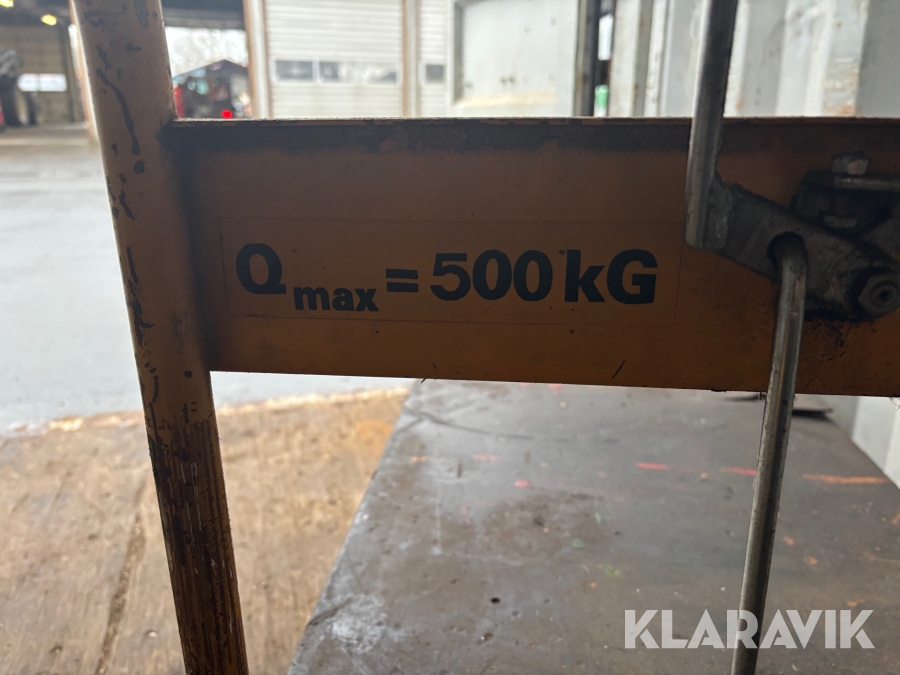 Qmax = 500 kG
KLARAVIK